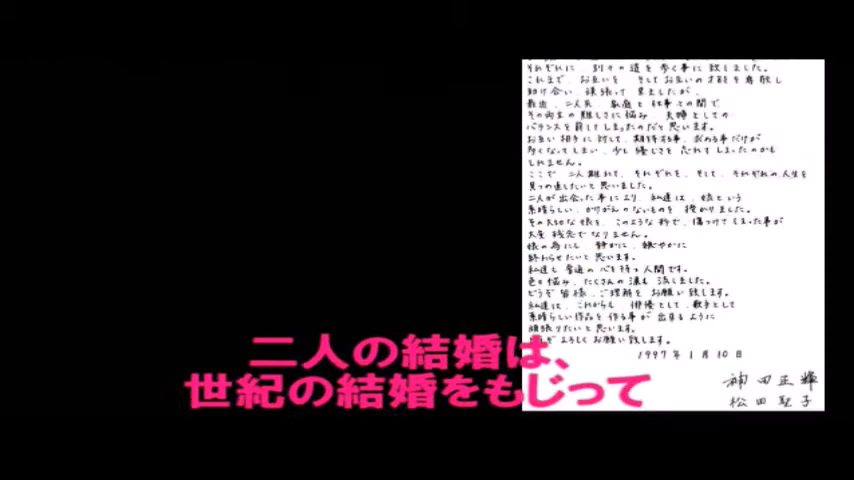 それぞれに 別々の道を歩く事に致しました。
これまで、お互いを そしてお互いの才能を尊敬し
助け合い、頑張って 来ましたが、
最近、二人共、家庭と仕事との間で
その両立の難しさに悩み 夫婦としての
バランスを崩してしまったのだと思います。
お互い相手に対して、期待する事、求める事だけが
多くなってしまい、少し優しさを忘れてしまったのかも
しれません。
ここで 二人離れて、それぞれを、そして、それぞれの人生を
見つめ直したいと思いました。
二人が出会った事により、私達は、娘という
素晴らしい、かけがえのないものを 授かりました。
その大切な娘を、このような形で、傷つけてしまった事が
大変残念でなりません。
娘の為にも、静かに、穏やかに
終わらせたいと思います。
私達も普通の心を持つ人間です。
色々悩み、たくさんの涙も流しました。
どうぞ皆様、ご理解をお願い致します。
私達は、これからも 俳優として、歌手として
素晴らしい作品を作る事が出来るように
頑張りたいと思います。
よろしくお願い致します。
1997年1月10日
神田正輝
松田聖子
二人の結婚は、
世紀の結婚をもじって